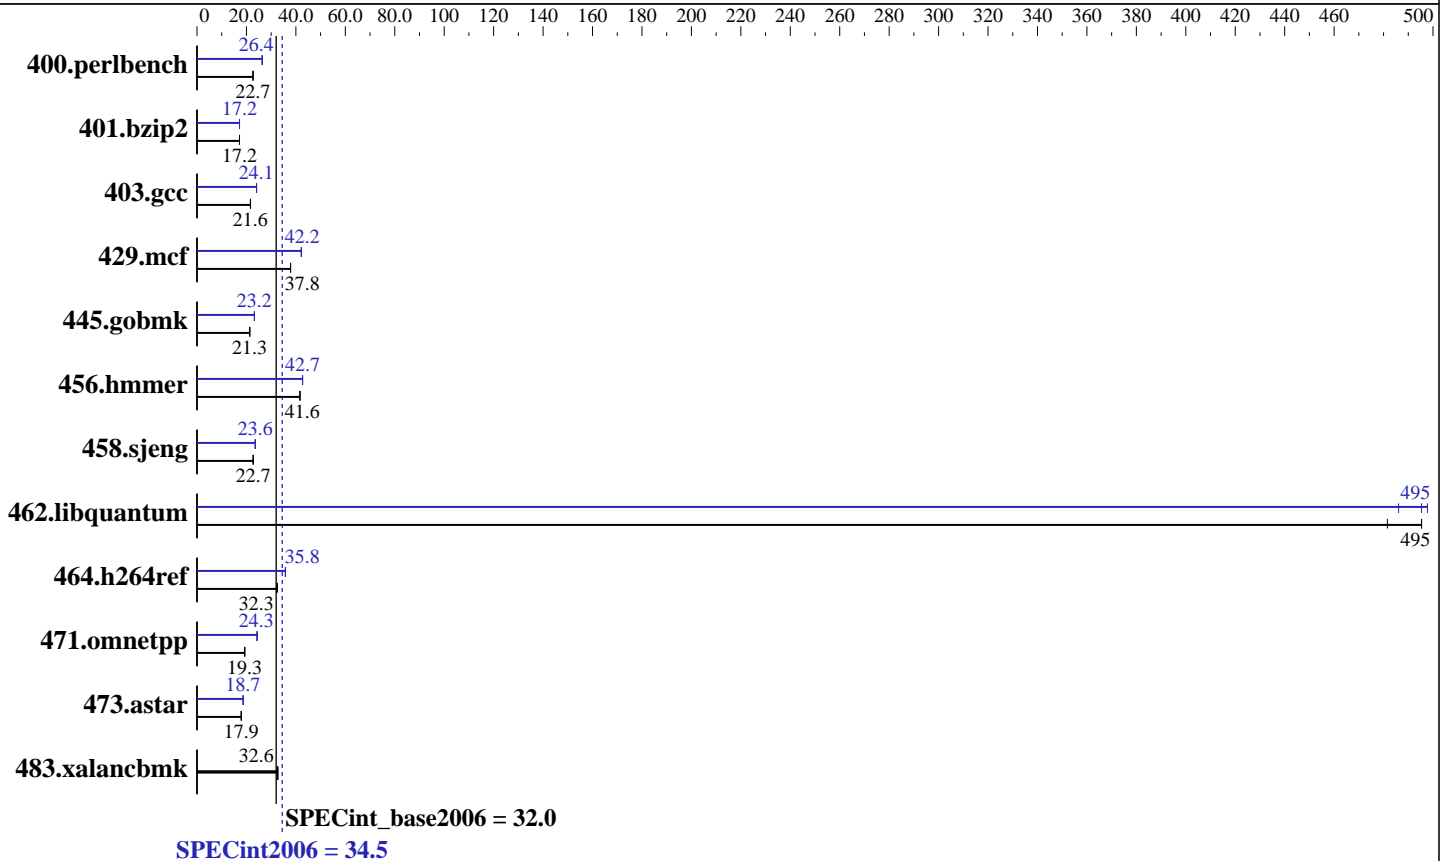 0 20.0 40.0 60.0 80.0 100 120 140 160 180 200 220 240 260 280 300 320 340 360 380 400 420 440 460 500
26.4
400.perlbench
22.7
17.2
401.bzip2
17.2
24.1
403.gcc
21.6
42.2
429.mcf
37.8
23.2
445.gobmk
21.3
42.7
456.hmmer
41.6
23.6
458.sjeng
22.7
495
462.libquantum
495
35.8
464.h264ref
32.3
24.3
471.omnetpp
19.3
18.7
473.astar
17.9
32.6
483.xalancbmk
SPECint_base2006 = 32.0
SPECint2006 = 34.5